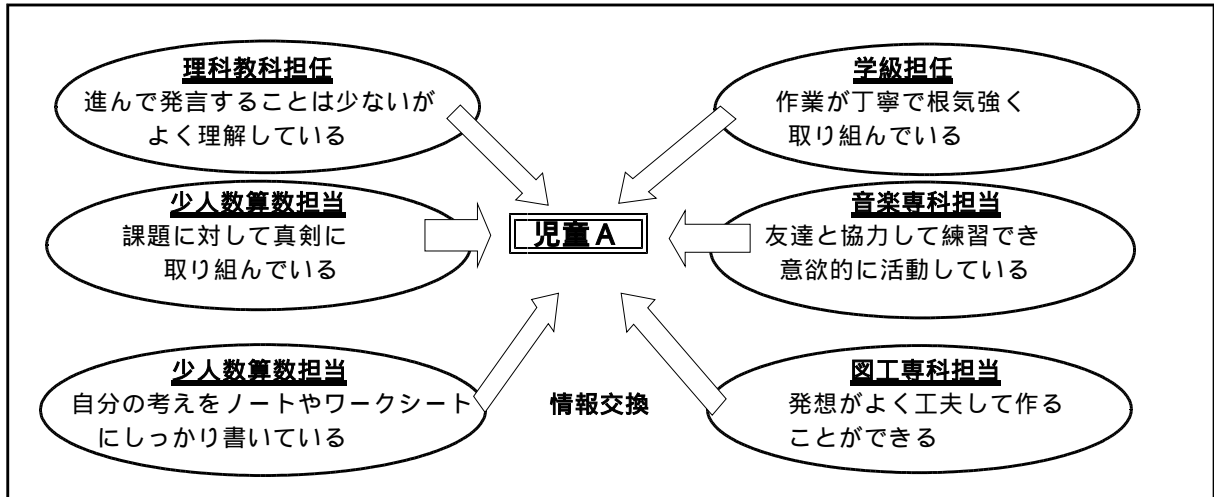 理科教科担任
進んで発言することは少ないが
よく理解している
学級担任
作業が丁寧で根気強く
取り組んでいる
少人数算数担当
課題に対して真剣に
取り組んでいる
児童A
音楽専科担当
友達と協力して練習でき
意欲的に活動している
少人数算数担当
自分の考えをノートやワークシート
にしっかり書いている
情報交換
図工専科担当
発想がよく工夫して作る
ことができる